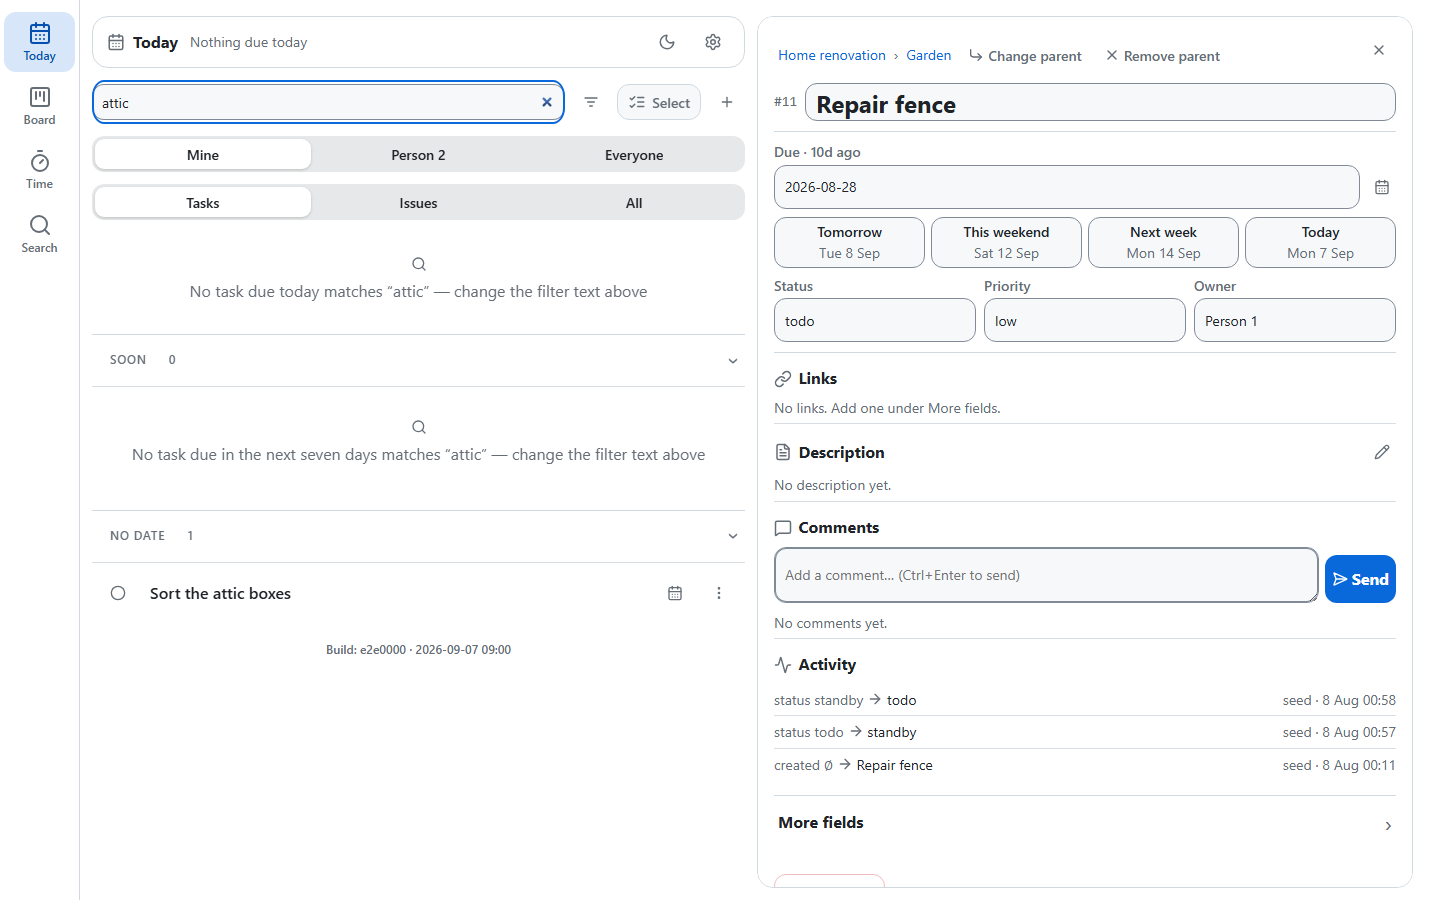 Today
Board
Time
Search
Today Nothing due today
attic
Select
Mine Person 2 Everyone
Tasks Issues All
No task due today matches “attic” — change the filter text above
SOON 0
No task due in the next seven days matches “attic” — change the filter text above
NO DATE 1
Sort the attic boxes
Build: e2e0000 · 2026-09-07 09:00
Home renovation › Garden Change parent Remove parent
#11 Repair fence
Due · 10d ago
2026-08-28
Tomorrow This weekend Next week Today
Tue 8 Sep Sat 12 Sep Mon 14 Sep Mon 7 Sep
Status Priority Owner
todo low Person 1
Links
No links. Add one under More fields.
Description
No description yet.
Comments
Add a comment... (Ctrl+Enter to send)
Send
No comments yet.
Activity
status standby → todo seed · 8 Aug 00:58
status todo → standby seed · 8 Aug 00:57
created ∅ → Repair fence seed · 8 Aug 00:11
More fields